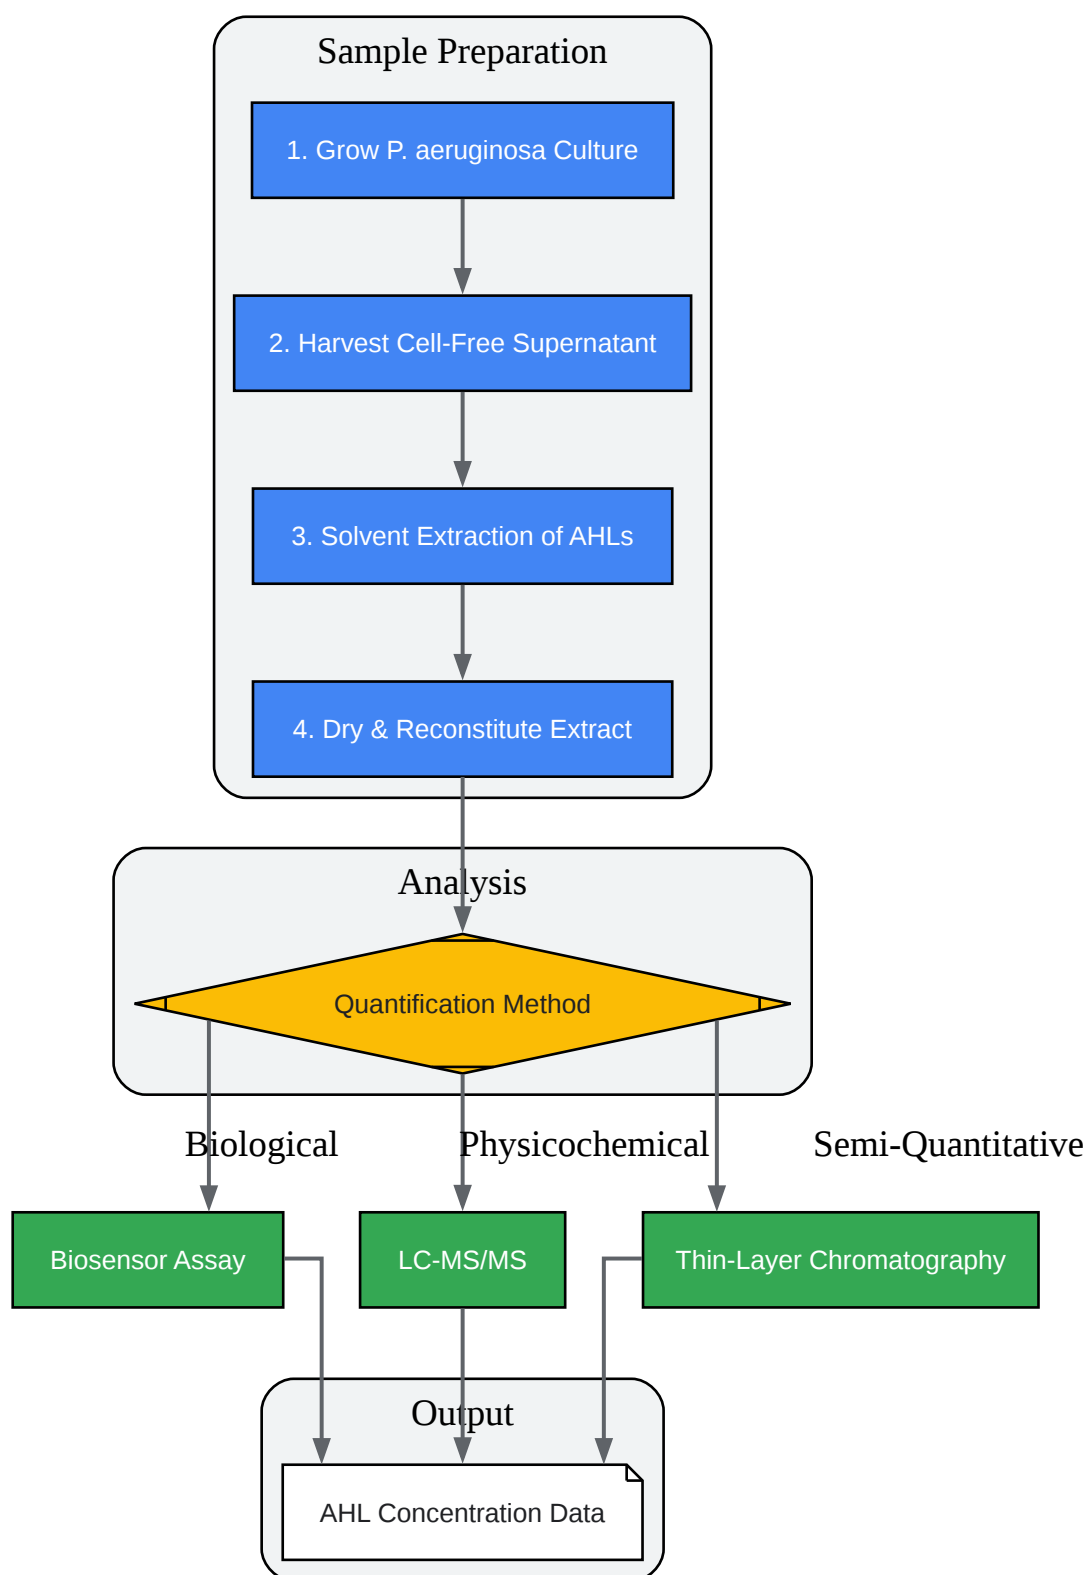 Sample Preparation
1. Grow P. aeruginosa Culture
2. Harvest Cell-Free Supernatant
3. Solvent Extraction of AHLs
4. Dry & Reconstitute Extract
Analysis
Quantification Method
Biological
Physicochemical
Semi-Quantitative
Biosensor Assay
LC-MS/MS
Thin-Layer Chromatography
Output
AHL Concentration Data